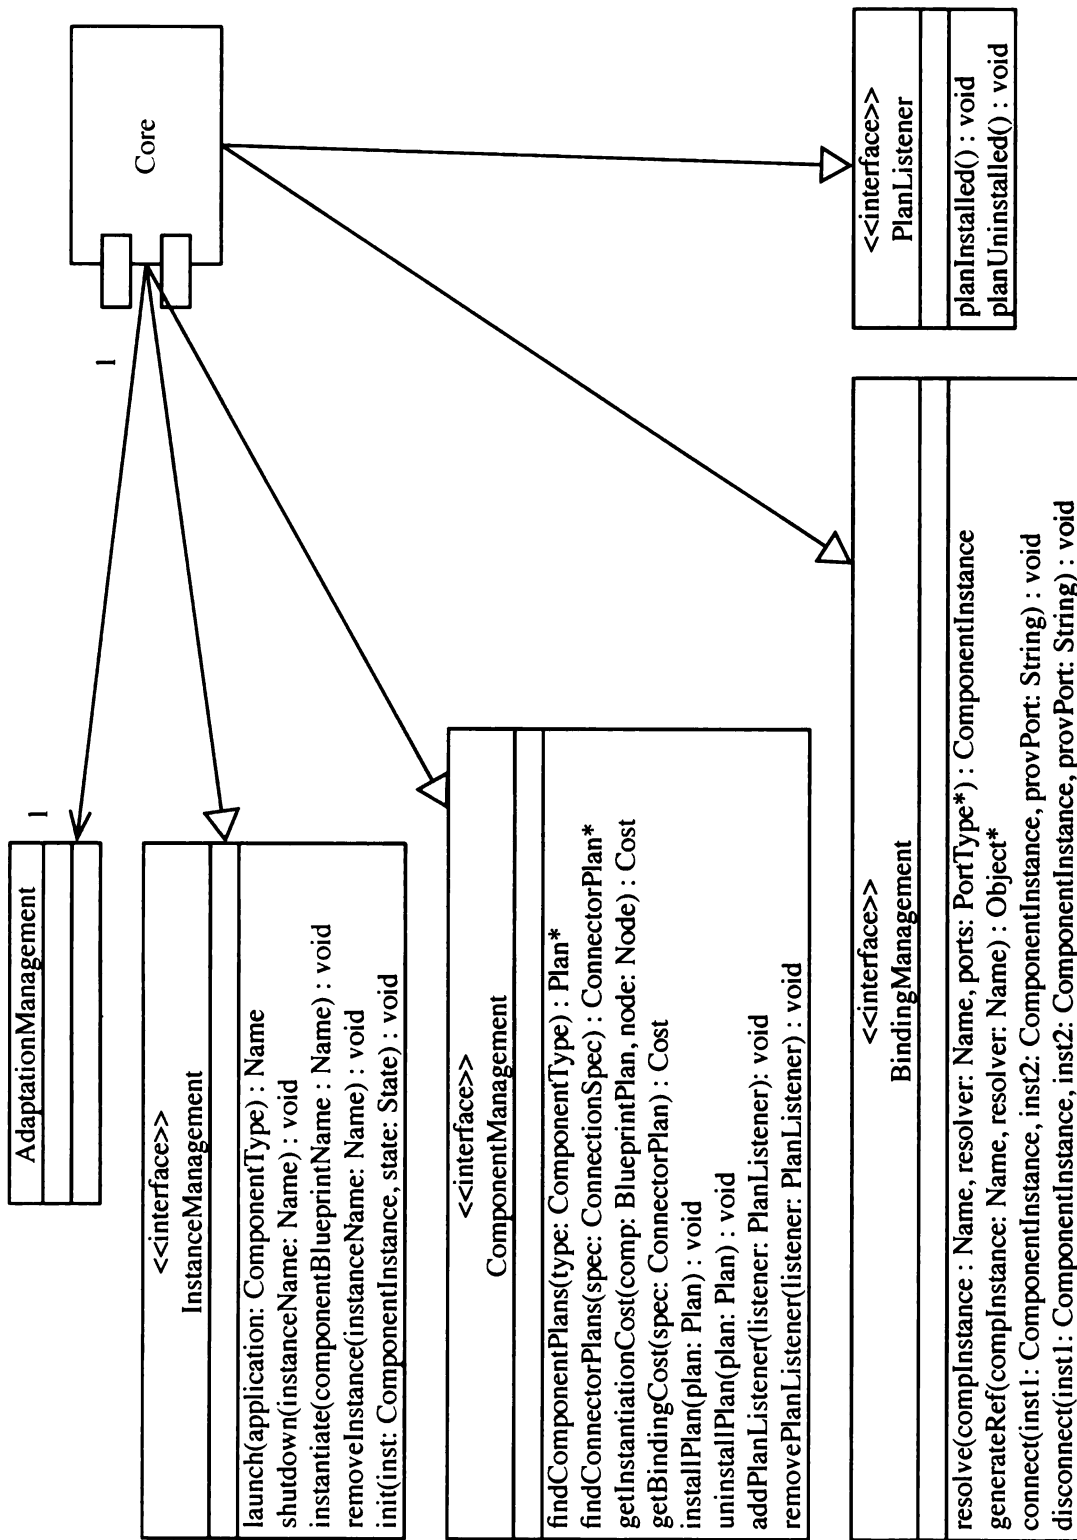 Core
1
1
AdaptationManagement
<<interface>>
InstanceManagement
launch(application: ComponentType) : Name
shutdown(instanceName: Name) : void
instantiate(componentBlueprintName : Name) : void
removeInstance(instanceName: Name) : void
init(inst: ComponentInstance, state: State) : void
<<interface>>
ComponentManagement
findComponentPlans(type: ComponentType) : Plan*
findConnectorPlans(spec: ConnectionSpec) : ConnectorPlan*
getInstantiationCost(comp: BlueprintPlan, node: Node) : Cost
getBindingCost(spec: ConnectorPlan) : Cost
installPlan(plan: Plan) : void
uninstallPlan(plan: Plan) : void
addPlanListener(listener: PlanListener): void
removePlanListener(listener: PlanListener) : void
<<interface>>
BindingManagement
resolve(compInstance : Name, resolver: Name, ports: PortType*) : ComponentInstance
generateRef(compInstance: Name, resolver: Name) : Object*
connect(inst1: ComponentInstance, inst2: ComponentInstance, provPort: String) : void
disconnect(inst1: ComponentInstance, inst2: ComponentInstance, provPort: String) : void
<<interface>>
PlanListener
planInstalled() : void
planUninstalled() : void